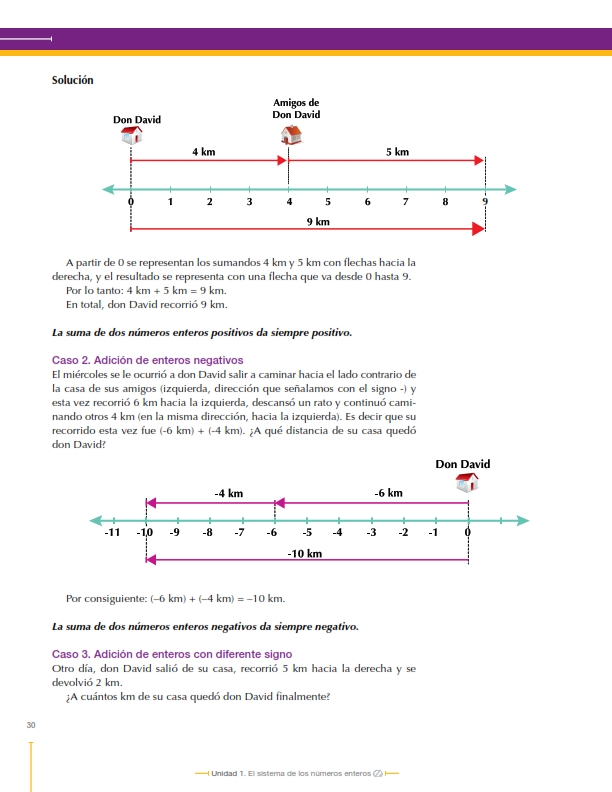 Solución
Amigos de
Don David
Don David
4 km
5 km
0 1 2 3 4 5 6 7 8 9
9 km
A partir de 0 se representan los sumandos 4 km y 5 km con flechas hacia la
derecha, y el resultado se representa con una flecha que va desde 0 hasta 9.
Por lo tanto: 4 km + 5 km = 9 km.
En total, don David recorrió 9 km.
La suma de dos números enteros positivos da siempre positivo.
Caso 2. Adición de enteros negativos
El miércoles se le ocurrió a don David salir a caminar hacia el lado contrario de
la casa de sus amigos (izquierda, dirección que señalamos con el signo -) y
esta vez recorrió 6 km hacia la izquierda, descansó un rato y continuó cami-
nando otros 4 km (en la misma dirección, hacia la izquierda). Es decir que su
recorrido esta vez fue (-6 km) + (-4 km). ¿A qué distancia de su casa quedó
don David?
Don David
-4 km
-6 km
-11 -10 -9 -8 -7 -6 -5 -4 -3 -2 -1 0
-10 km
Por consiguiente: (–6 km) + (–4 km) = –10 km.
La suma de dos números enteros negativos da siempre negativo.
Caso 3. Adición de enteros con diferente signo
Otro día, don David salió de su casa, recorrió 5 km hacia la derecha y se
devolvió 2 km.
¿A cuántos km de su casa quedó don David finalmente?
30
Unidad 1. El sistema de los números enteros